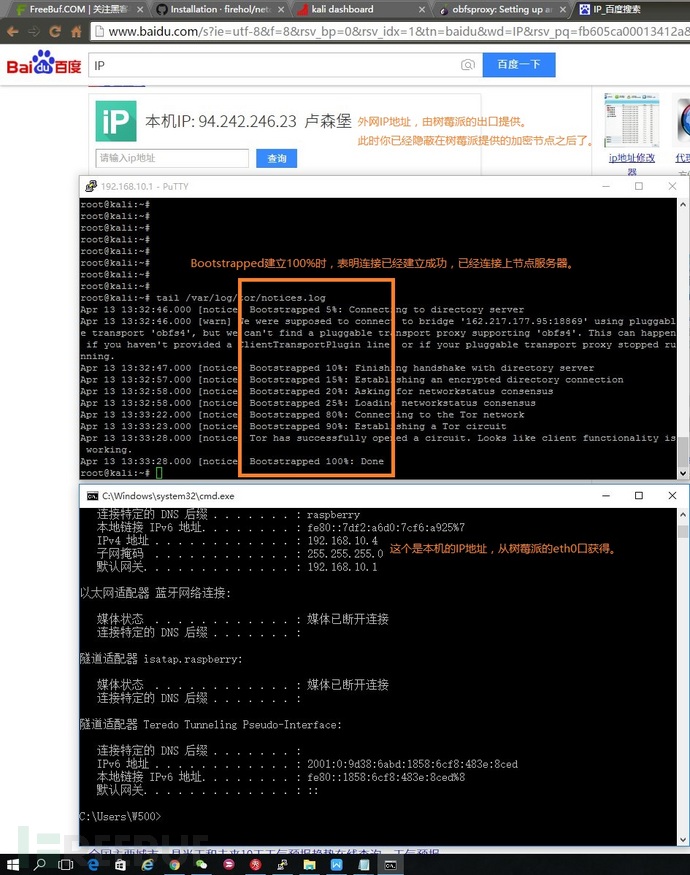 FreeBuf.COM | 关注黑客
Installation · firehol/net
kali dashboard
obfsproxy: Setting up a
IP_百度搜索
www.baidu.com/s?ie=utf-8&f=8&rsv_bp=0&rsv_idx=1&tn=baidu&wd=IP&rsv_pq=fb605ca00013412a&
Bai du 百度
IP
百度一下
iP
本机IP: 94.242.246.23 卢森堡
外网IP地址，由树莓派的出口提供。
此时你已经隐蔽在树莓派提供的加密节点之后了。
请输入ip地址
查询
ip地址修改器
192.168.10.1 - PuTTY
root@kali:~#
root@kali:~#
root@kali:~#
root@kali:~#
root@kali:~#
root@kali:~#
root@kali:~#
root@kali:~#
Bootstrapped建立100%时，表明连接已经建立成功，已经连接上节点服务器。
root@kali:~# tail /var/log/tor/notices.log
Apr 13 13:32:46.000 [notice] Bootstrapped 5%: Connecting to directory server
Apr 13 13:32:46.000 [warn] We were supposed to connect to bridge '162.217.177.95:18869' using pluggabl
e transport 'obfs4', but we can't find a pluggable transport proxy supporting 'obfs4'. This can happen
if you haven't provided a ClientTransportPlugin line, or if your pluggable transport proxy stopped ru
nning.
Apr 13 13:32:47.000 [notice] Bootstrapped 10%: Finishing handshake with directory server
Apr 13 13:32:57.000 [notice] Bootstrapped 15%: Establishing an encrypted directory connection
Apr 13 13:32:58.000 [notice] Bootstrapped 20%: Asking for networkstatus consensus
Apr 13 13:32:58.000 [notice] Bootstrapped 25%: Loading networkstatus consensus
Apr 13 13:33:22.000 [notice] Bootstrapped 80%: Connecting to the Tor network
Apr 13 13:33:23.000 [notice] Bootstrapped 90%: Establishing a Tor circuit
Apr 13 13:33:28.000 [notice] Tor has successfully opened a circuit. Looks like client functionality is
working.
Apr 13 13:33:28.000 [notice] Bootstrapped 100%: Done
root@kali:~#
C:\Windows\system32\cmd.exe
连接特定的 DNS 后缀 . . . . . . . : raspberry
本地链接 IPv6 地址. . . . . . . . : fe80::7df2:a6d0:7cf6:a925%7
IPv4 地址 . . . . . . . . . . . . : 192.168.10.4
子网掩码 . . . . . . . . . . . . : 255.255.255.0
这个是本机的IP地址，从树莓派的eth0口获得。
默认网关. . . . . . . . . . . . . : 192.168.10.1
以太网适配器 蓝牙网络连接:
媒体状态 . . . . . . . . . . . . : 媒体已断开连接
连接特定的 DNS 后缀 . . . . . . . :
隧道适配器 isatap.raspberry:
媒体状态 . . . . . . . . . . . . : 媒体已断开连接
连接特定的 DNS 后缀 . . . . . . . :
隧道适配器 Teredo Tunneling Pseudo-Interface:
连接特定的 DNS 后缀 . . . . . . . :
IPv6 地址 . . . . . . . . . . . . : 2001:0:9d38:6abd:1858:6cf8:483e:8ced
本地链接 IPv6 地址. . . . . . . . : fe80::1858:6cf8:483e:8ced%8
默认网关. . . . . . . . . . . . . : ::
C:\Users\W500>
FREEBUF